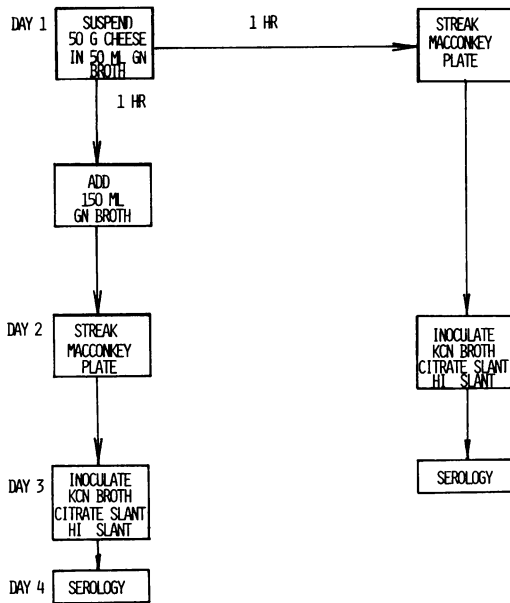 DAY 1
SUSPEND
50 G CHEESE
IN 50 ML GN
BROTH
1 HR
STREAK
MACCONKEY
PLATE
1 HR
ADD
150 ML
GN BROTH
DAY 2
STREAK
MACCONKEY
PLATE
INOCULATE
KCN BROTH
CITRATE SLANT
HI SLANT
SEROLOGY
DAY 3
INOCULATE
KCN BROTH
CITRATE SLANT
HI SLANT
DAY 4
SEROLOGY